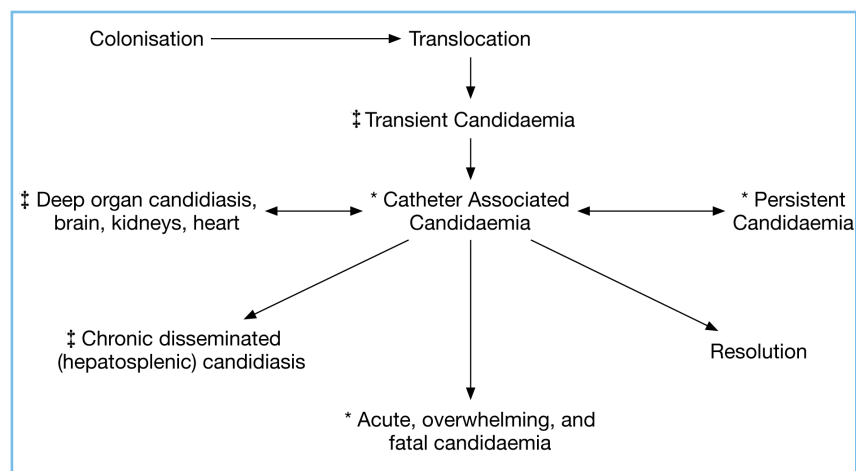 Colonisation
Translocation
‡ Transient Candidaemia
‡ Deep organ candidiasis,
brain, kidneys, heart
* Catheter Associated
Candidaemia
* Persistent
Candidaemia
‡ Chronic disseminated
(hepatosplenic) candidiasis
Resolution
* Acute, overwhelming, and
fatal candidaemia